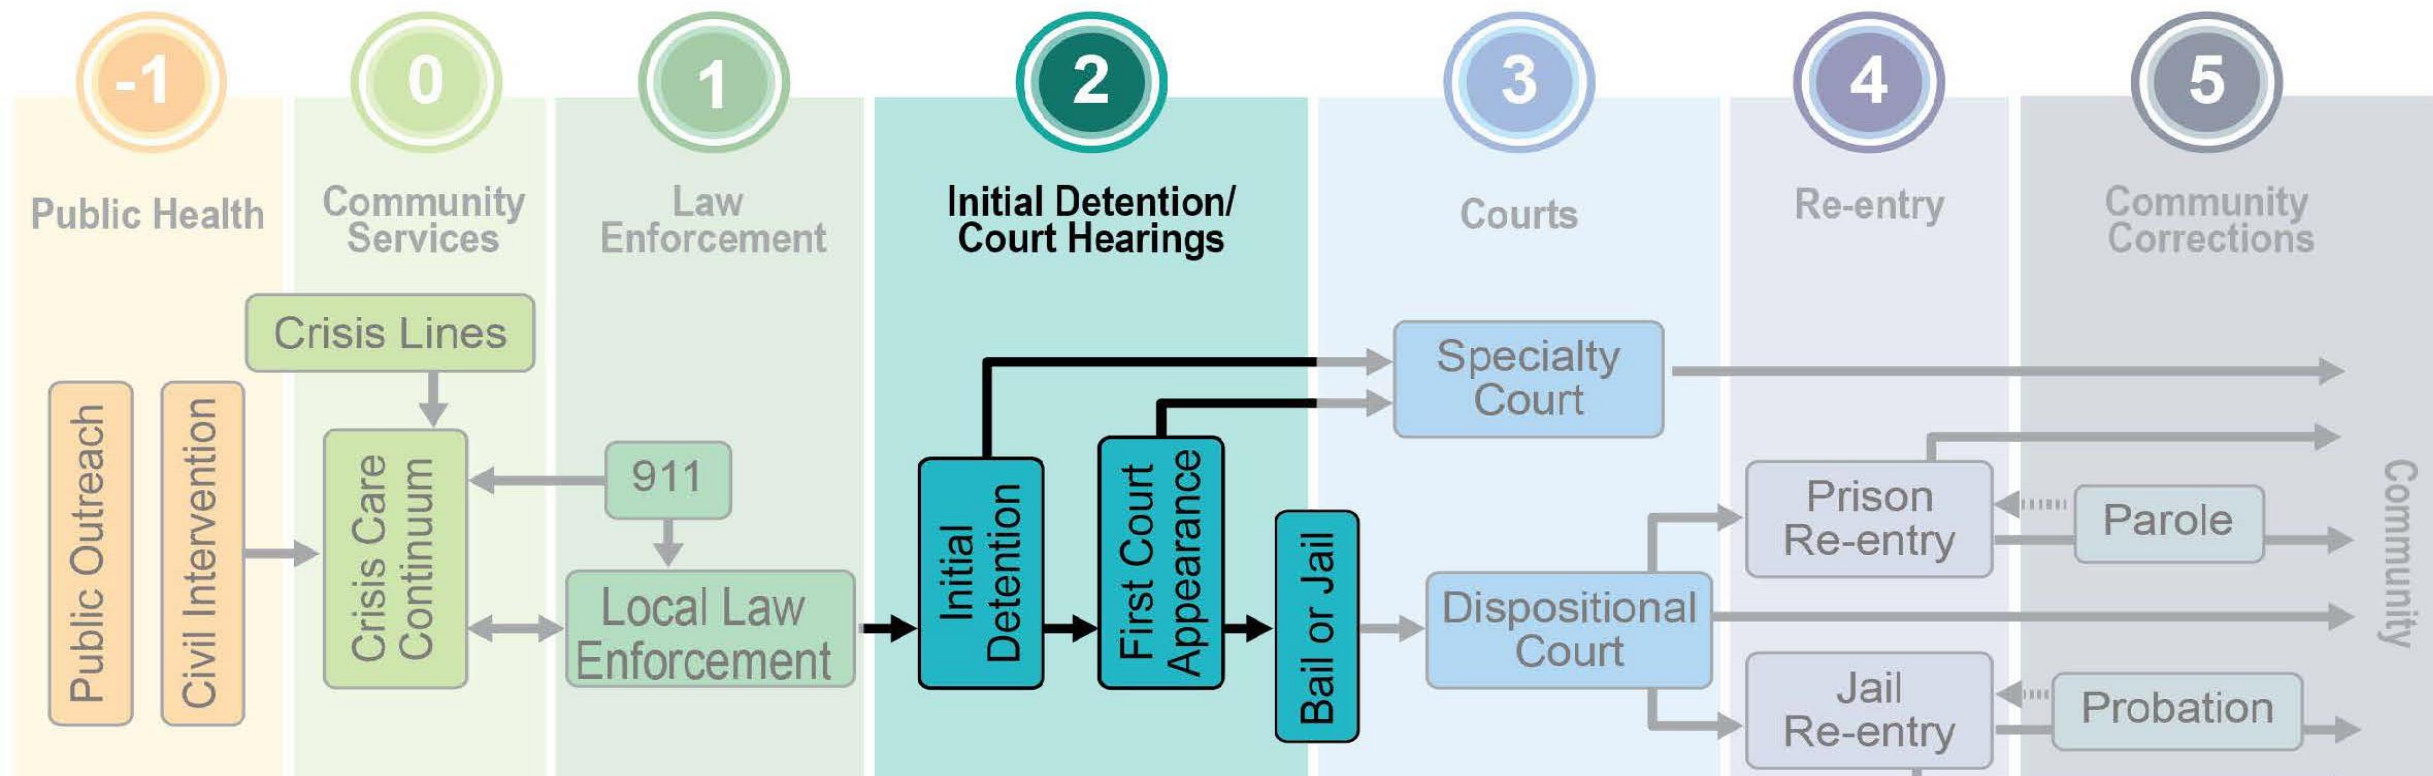 -1
0
1
2
3
4
5
Public Health
Community
Services
Law
Enforcement
Initial Detention/
Court Hearings
Courts
Re-entry
Community
Corrections
Crisis Lines
Public Outreach
Civil Intervention
Crisis Care
Continuum
911
Local Law
Enforcement
Initial
Detention
First Court
Appearance
Bail or Jail
Specialty
Court
Dispositional
Court
Prison
Re-entry
Jail
Re-entry
Parole
Probation
Community